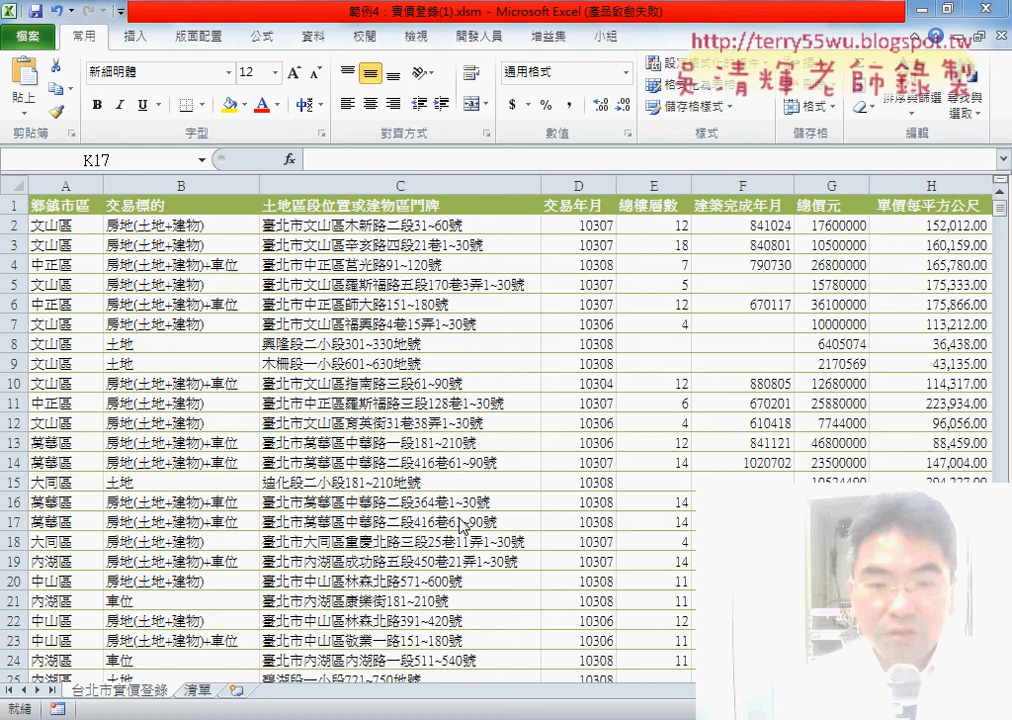 範例4：實價登錄(1).xlsm - Microsoft Excel (產品啟動失敗)
檔案 常用 插入 版面配置 公式 資料 校閱 檢視 開發人員 增益集 小組
http://terry55wu.blogspot.tw
吳清輝老師錄製
貼上 新細明體 12 通用格式
B I U $ % ,
儲存格樣式 格式 尋找與
選取
剪貼簿 字型 對齊方式 數值 樣式 儲存格 編輯
K17 fx
A B C D E F G H
1 鄉鎮市區 交易標的 土地區段位置或建物區門牌 交易年月 總樓層數 建築完成年月 總價元 單價每平方公尺
2 文山區 房地(土地+建物) 臺北市文山區木新路二段31~60號 10307 12 841024 17600000 152,012.00
3 文山區 房地(土地+建物) 臺北市文山區辛亥路四段21巷1~30號 10307 18 840801 10500000 160,159.00
4 中正區 房地(土地+建物)+車位 臺北市中正區莒光路91~120號 10308 7 790730 26800000 165,780.00
5 文山區 房地(土地+建物) 臺北市文山區羅斯福路五段170巷3弄1~30號 10307 5 15780000 175,333.00
6 中正區 房地(土地+建物)+車位 臺北市中正區師大路151~180號 10307 12 670117 36100000 175,866.00
7 文山區 房地(土地+建物) 臺北市文山區福興路4巷15弄1~30號 10306 4 10000000 113,212.00
8 文山區 土地 興隆段二小段301~330地號 10308 6405074 36,438.00
9 文山區 土地 木柵段一小段601~630地號 10308 2170569 43,135.00
10 文山區 房地(土地+建物)+車位 臺北市文山區指南路三段61~90號 10304 12 880805 12680000 114,317.00
11 中正區 房地(土地+建物)+車位 臺北市中正區羅斯福路三段128巷1~30號 10307 6 670201 25880000 223,934.00
12 文山區 房地(土地+建物) 臺北市文山區育英街31巷38弄1~30號 10306 4 610418 7744000 96,056.00
13 萬華區 房地(土地+建物)+車位 臺北市萬華區中華路一段181~210號 10306 12 841121 46800000 88,459.00
14 萬華區 房地(土地+建物)+車位 臺北市萬華區中華路二段416巷61~90號 10307 14 1020702 23500000 147,004.00
15 大同區 土地 迪化段二小段181~210地號 10308
16 萬華區 房地(土地+建物)+車位 臺北市萬華區中華路二段364巷1~30號 10308 14
17 萬華區 房地(土地+建物)+車位 臺北市萬華區中華路二段416巷61~90號 10308 14
18 大同區 房地(土地+建物) 臺北市大同區重慶北路三段25巷11弄1~30號 10307 4
19 內湖區 房地(土地+建物)+車位 臺北市內湖區成功路五段450巷21弄1~30號 10307 14
20 中山區 房地(土地+建物) 臺北市中山區林森北路571~600號 10308 11
21 內湖區 車位 臺北市內湖區康樂街181~210號 10308 11
22 中山區 房地(土地+建物)+車位 臺北市中山區林森北路391~420號 10306 12
23 中山區 房地(土地+建物)+車位 臺北市中山區敬業一路151~180號 10306 11
24 內湖區 車位 臺北市內湖區內湖路一段511~540號 10308 11
台北市實價登錄 清單
就緒